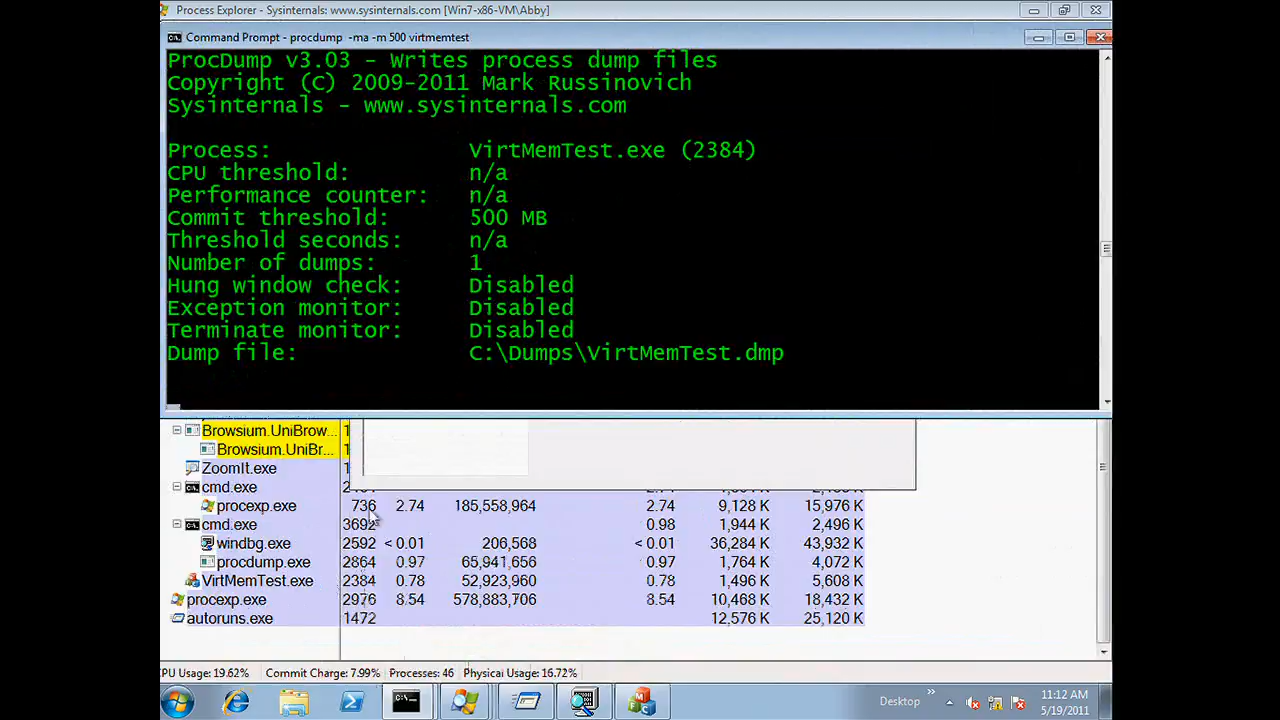 Process Explorer - Sysinternals: www.sysinternals.com [Win7-x86-VM\Abby]
Command Prompt - procdump -ma -m 500 virtmemtest
ProcDump v3.03 - Writes process dump files
Copyright (C) 2009-2011 Mark Russinovich
Sysinternals - www.sysinternals.com
Process: VirtMemTest.exe (2384)
CPU threshold: n/a
Performance counter: n/a
Commit threshold: 500 MB
Threshold seconds: n/a
Number of dumps: 1
Hung window check: Disabled
Exception monitor: Disabled
Terminate monitor: Disabled
Dump file: C:\Dumps\VirtMemTest.dmp
Browsium.UniBrow... 1
Browsium.UniBr... 1
ZoomIt.exe 1
cmd.exe
procexp.exe 736 2.74 185,558,964 2.74 9,128 K 15,976 K
cmd.exe 3692 0.98 1,944 K 2,496 K
windbg.exe 2592 < 0.01 206,568 < 0.01 36,284 K 43,932 K
procdump.exe 2864 0.97 65,941,656 0.97 1,764 K 4,072 K
VirtMemTest.exe 2384 0.78 52,923,960 0.78 1,496 K 5,608 K
procexp.exe 2976 8.54 578,883,706 8.54 10,468 K 18,432 K
autoruns.exe 1472 12,576 K 25,120 K
CPU Usage: 19.62% Commit Charge: 7.99% Processes: 46 Physical Usage: 16.72%
Desktop » 11:12 AM
5/19/2011